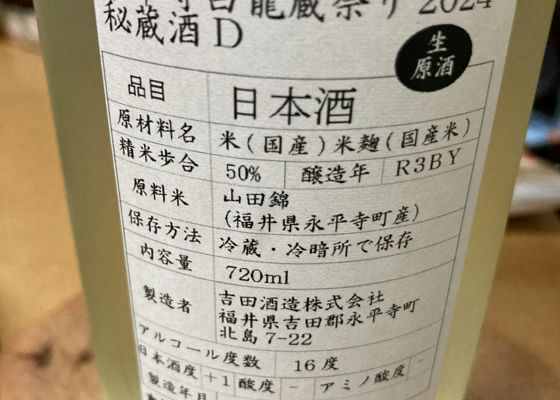 白龍蔵祭り2024
秘蔵酒D
生
原酒
品目 日本酒
原材料名 米(国産)米麹(国産米)
精米歩合 50% 醸造年 R3BY
原料米 山田錦
(福井県永平寺町産)
保存方法 冷蔵・冷暗所で保存
内容量 720ml
製造者 吉田酒造株式会社
福井県吉田郡永平寺町
北島7-22
アルコール度数 16度
日本酒度 +1 酸度 - アミノ酸度 -
製造年月